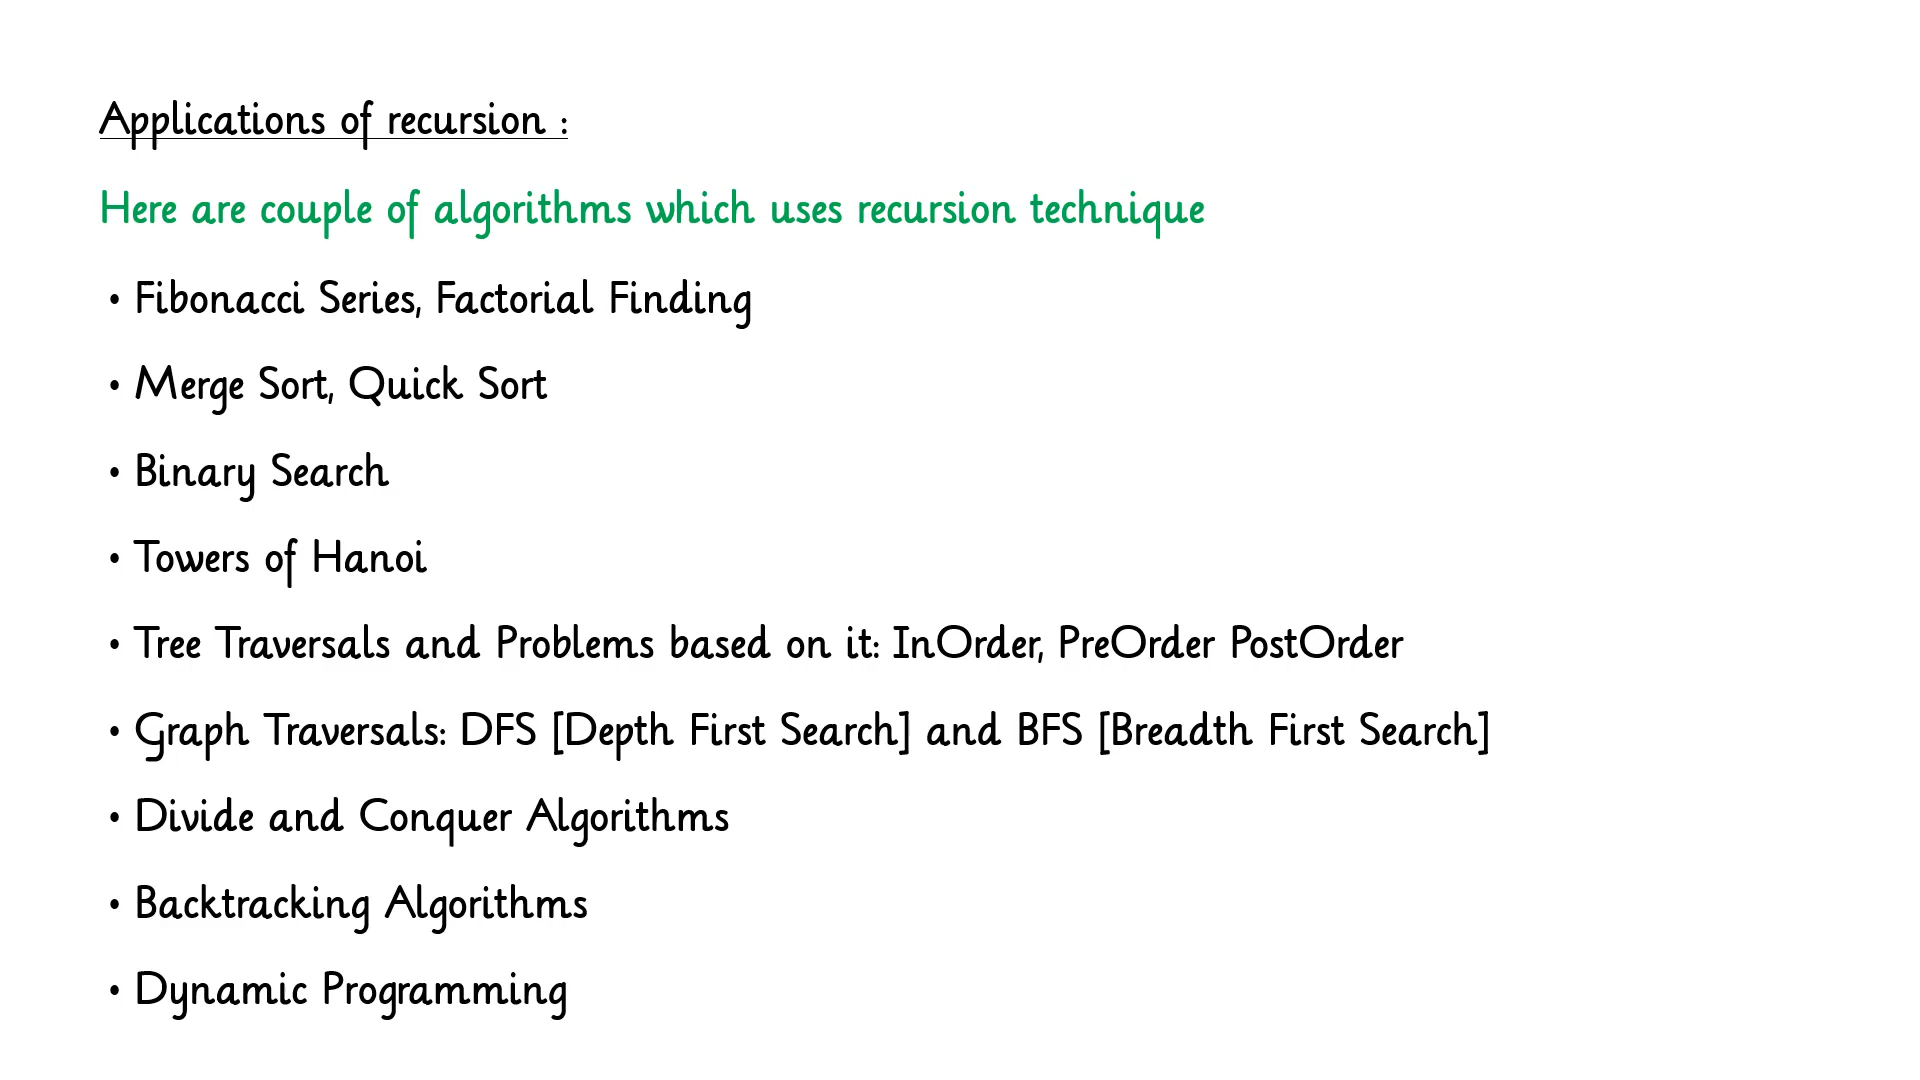 Applications of recursion :
Here are couple of algorithms which uses recursion technique
• Fibonacci Series, Factorial Finding
• Merge Sort, Quick Sort
• Binary Search
• Towers of Hanoi
• Tree Traversals and Problems based on it: InOrder, PreOrder PostOrder
• Graph Traversals: DFS [Depth First Search] and BFS [Breadth First Search]
• Divide and Conquer Algorithms
• Backtracking Algorithms
• Dynamic Programming